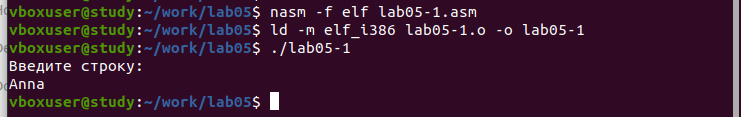 vboxuser@study:~/work/lab05$ nasm -f elf lab05-1.asm
vboxuser@study:~/work/lab05$ ld -m elf_i386 lab05-1.o -o lab05-1
vboxuser@study:~/work/lab05$ ./lab05-1
Введите строку:
Anna
vboxuser@study:~/work/lab05$